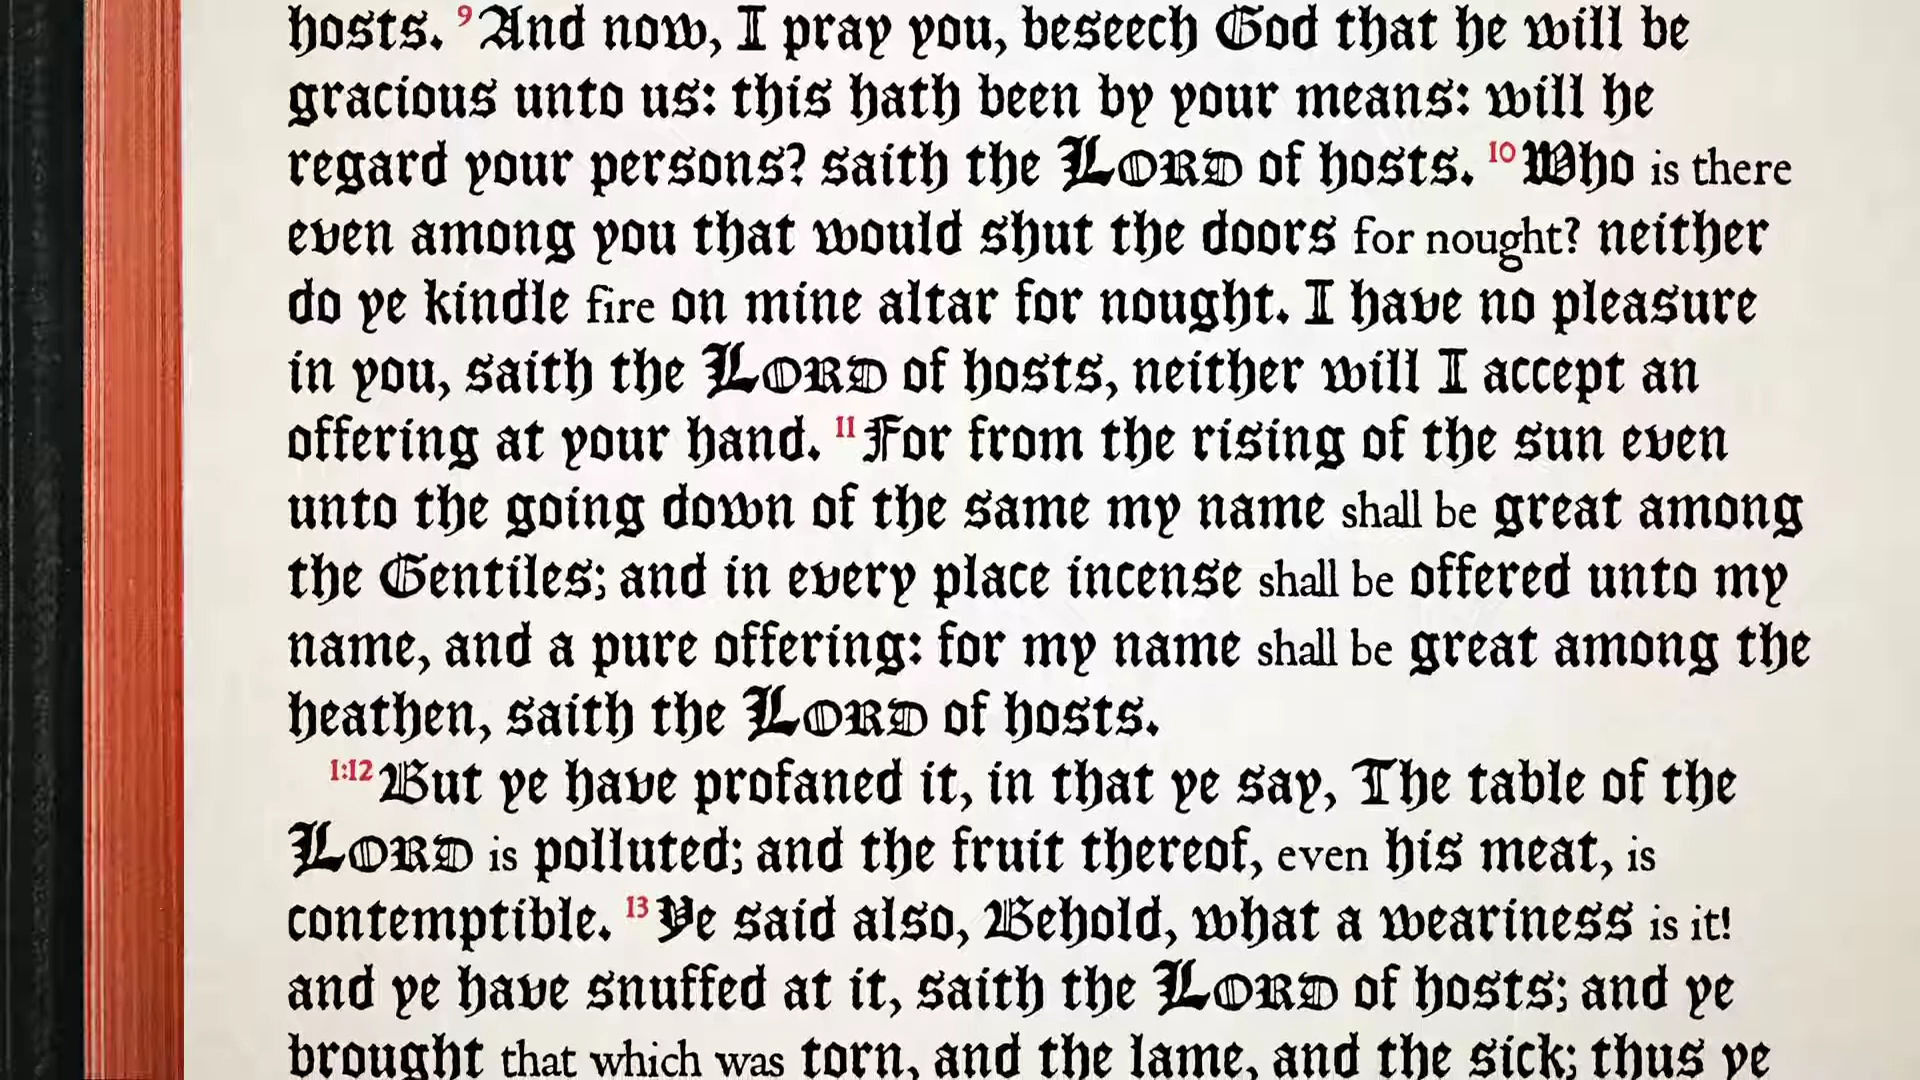 hosts. 9 And now, I pray you, beseech God that he will be
gracious unto us: this hath been by your means: will he
regard your persons? saith the LORD of hosts. 10 Who is there
even among you that would shut the doors for nought? neither
do ye kindle fire on mine altar for nought. I have no pleasure
in you, saith the LORD of hosts, neither will I accept an
offering at your hand. 11 For from the rising of the sun even
unto the going down of the same my name shall be great among
the Gentiles; and in every place incense shall be offered unto my
name, and a pure offering: for my name shall be great among the
heathen, saith the LORD of hosts.
1:12 But ye have profaned it, in that ye say, The table of the
LORD is polluted; and the fruit thereof, even his meat, is
contemptible. 13 Ye said also, Behold, what a weariness is it!
and ye have snuffed at it, saith the LORD of hosts; and ye
brought that which was torn, and the lame, and the sick; thus ye